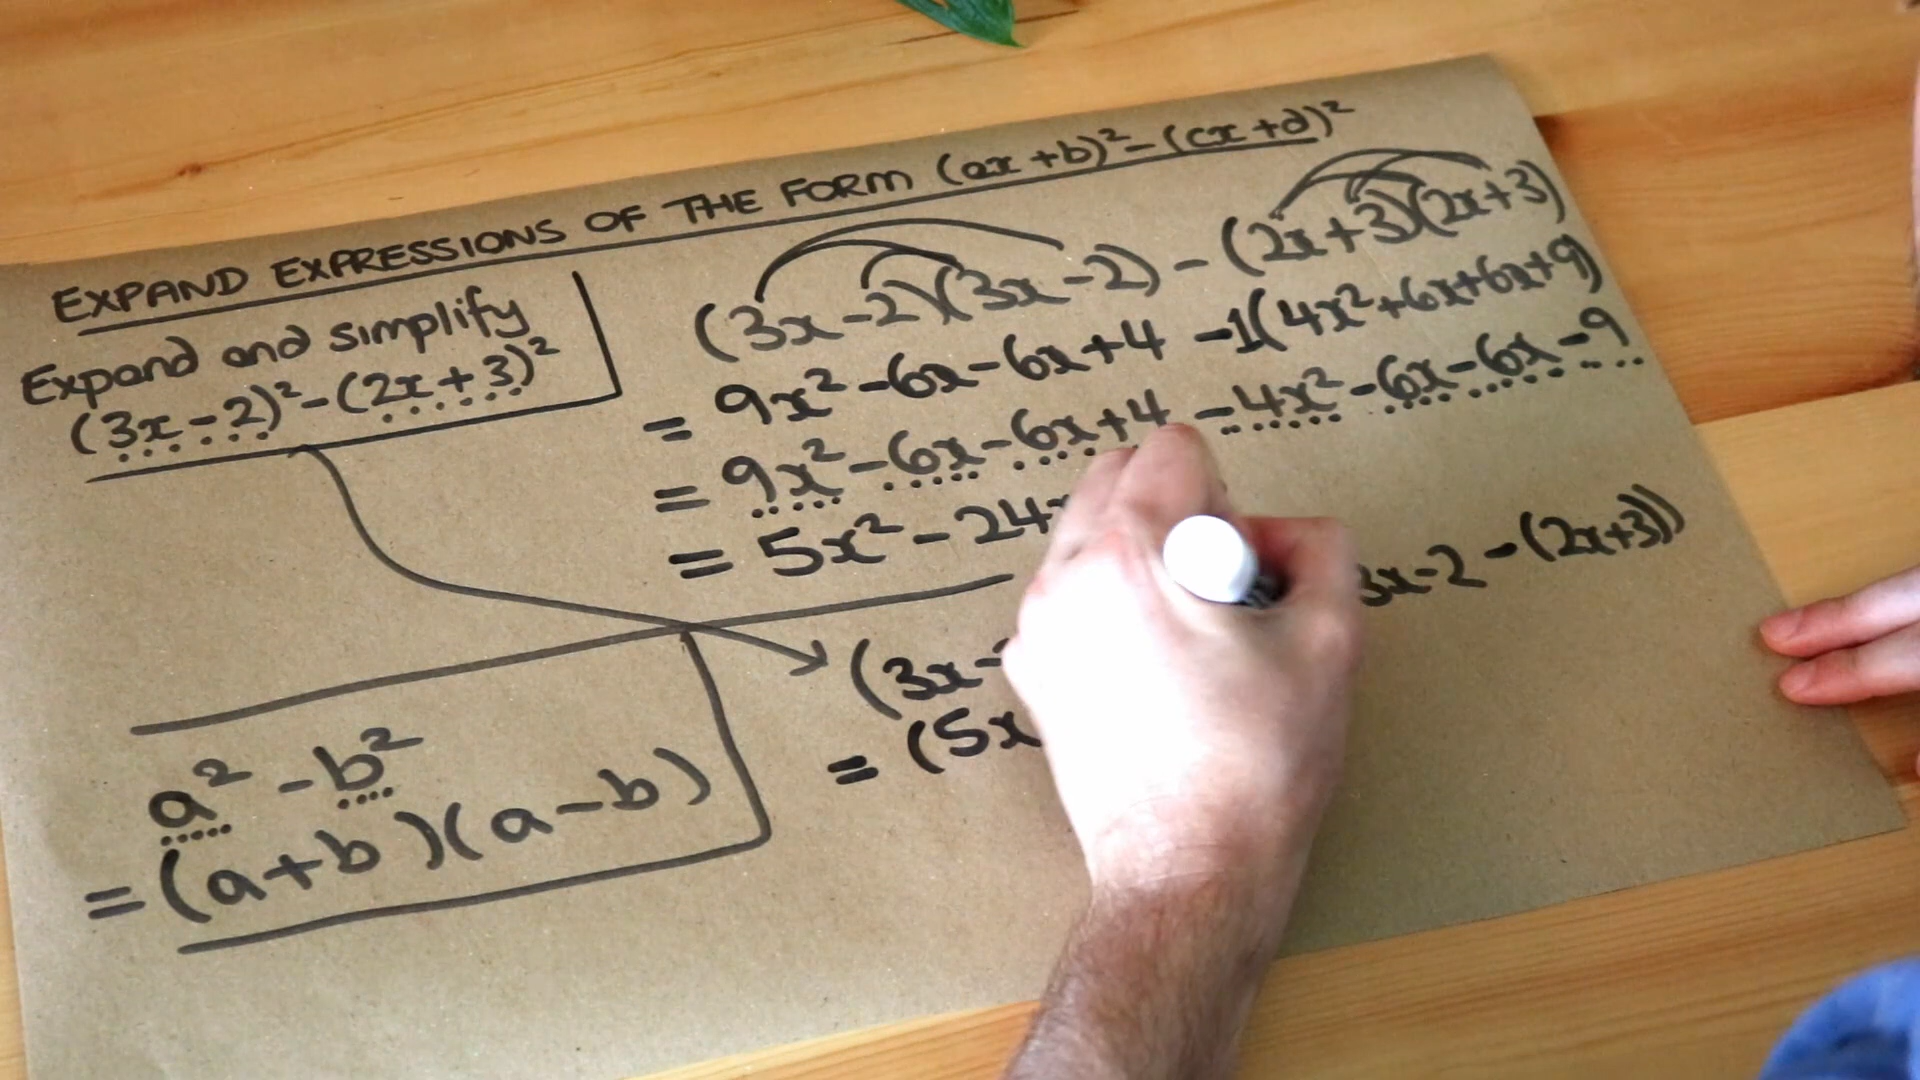 EXPAND EXPRESSIONS OF THE FORM (ax+b)²-(cx+d)²
Expand and simplify
(3x-2)²-(2x+3)²
(3x-2)(3x-2)-(2x+3)(2x+3)
= 9x²-6x-6x+4 -1(4x²+6x+6x+9)
= 9x²-6x-6x+4 -4x²-6x-6x-9
= 5x²-24x
a²-b²
=(a+b)(a-b)
(3x- 3x-2-(2x+3))
= (5x